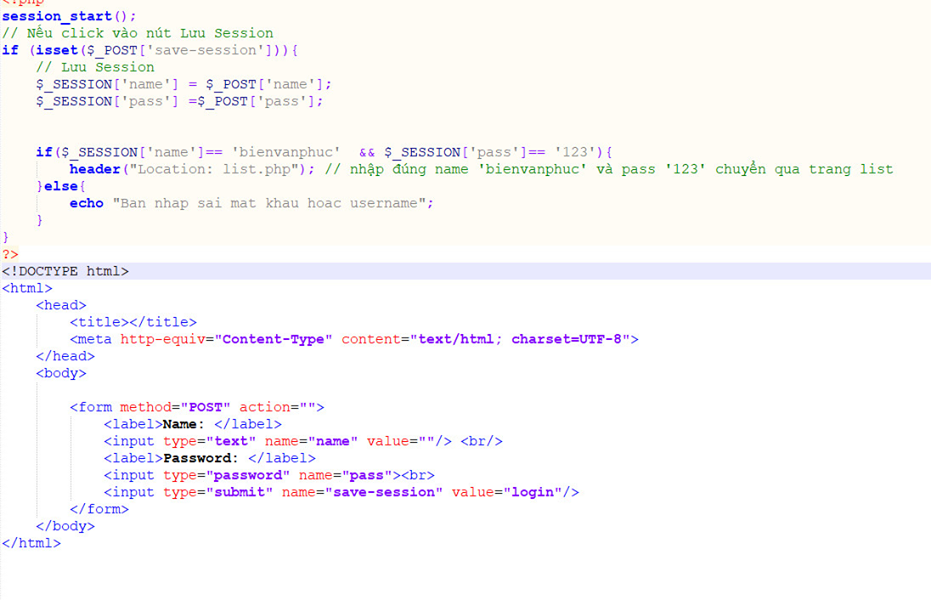 <?php
session_start();
// Nếu click vào nút Lưu Session
if (isset($_POST['save-session'])){
    // Lưu Session
    $_SESSION['name'] = $_POST['name'];
    $_SESSION['pass'] =$_POST['pass'];
    if($_SESSION['name']== 'bienvanphuc'  && $_SESSION['pass']== '123'){
        header("Location: list.php"); // nhập đúng name 'bienvanphuc' và pass '123' chuyển qua trang list
    }else{
        echo "Ban nhap sai mat khau hoac username";
    }
}
?>
<!DOCTYPE html>
<html>
    <head>
        <title></title>
        <meta http-equiv="Content-Type" content="text/html; charset=UTF-8">
    </head>
    <body>
        <form method="POST" action="">
            <label>Name: </label>
            <input type="text" name="name" value=""/> <br/>
            <label>Password: </label>
            <input type="password" name="pass"><br>
            <input type="submit" name="save-session" value="login"/>
        </form>
    </body>
</html>